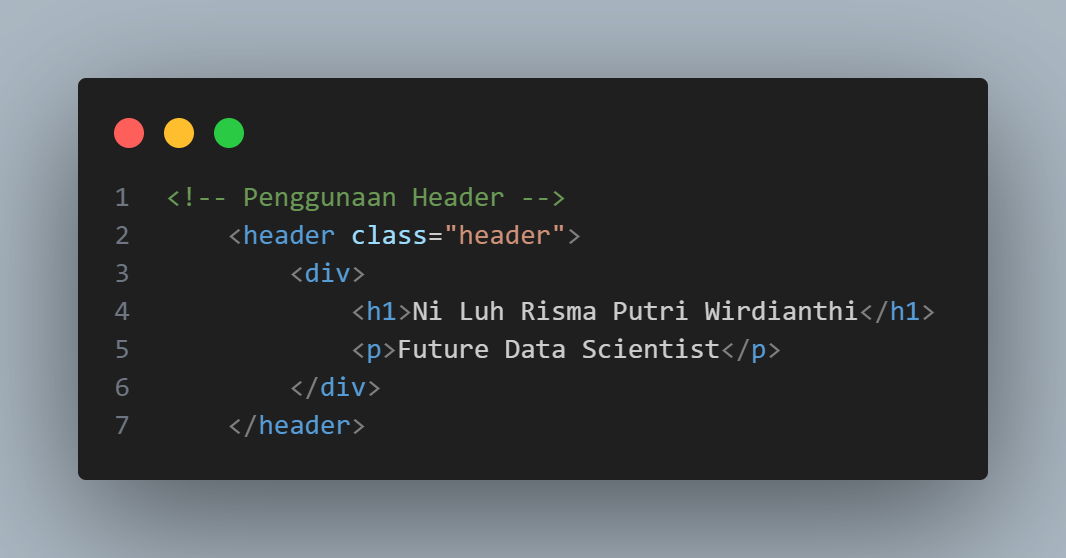 1 <!-- Penggunaan Header -->
2 <header class="header">
3 <div>
4 <h1>Ni Luh Risma Putri Wirdianthi</h1>
5 <p>Future Data Scientist</p>
6 </div>
7 </header>